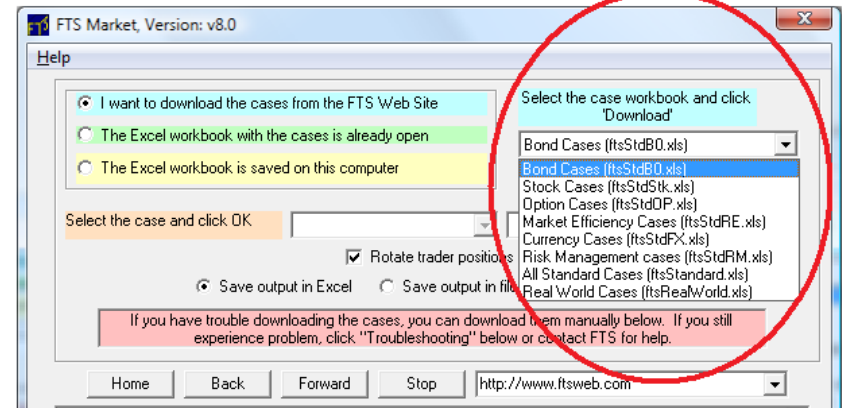 FTS Market, Version: v8.0
Help
I want to download the cases from the FTS Web Site
The Excel workbook with the cases is already open
The Excel workbook is saved on this computer
Select the case workbook and click
'Download'
Bond Cases (ftsStdB0.xls)
Bond Cases (ftsStdB0.xls)
Stock Cases (ftsStdStk.xls)
Option Cases (ftsStdOP.xls)
Market Efficiency Cases (ftsStdRE.xls)
Currency Cases (ftsStdFX.xls)
Risk Management cases (ftsStdRM.xls)
All Standard Cases (ftsStandard.xls)
Real World Cases (ftsRealWorld.xls)
Select the case and click OK
Rotate trader positions
Save output in Excel
Save output in file
If you have trouble downloading the cases, you can download them manually below. If you still
experience problem, click "Troubleshooting" below or contact FTS for help.
Home
Back
Forward
Stop
http://www.ftsweb.com